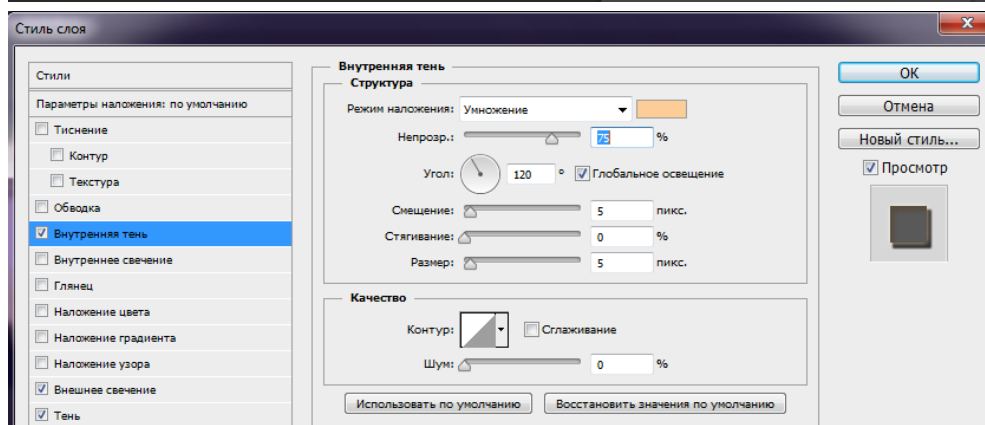 Стиль слоя
x
Стили
Параметры наложения: по умолчанию
Тиснение
Контур
Текстура
Обводка
Внутренняя тень
Внутреннее свечение
Глянец
Наложение цвета
Наложение градиента
Наложение узора
Внешнее свечение
Тень
Внутренняя тень
Структура
Режим наложения: Умножение
Непрозр.: 75 %
Угол: 120 ° Глобальное освещение
Смещение: 5 пикс.
Стягивание: 0 %
Размер: 5 пикс.
Качество
Контур: Сглаживание
Шум: 0 %
Использовать по умолчанию Восстановить значения по умолчанию
OK
Отмена
Новый стиль...
Просмотр